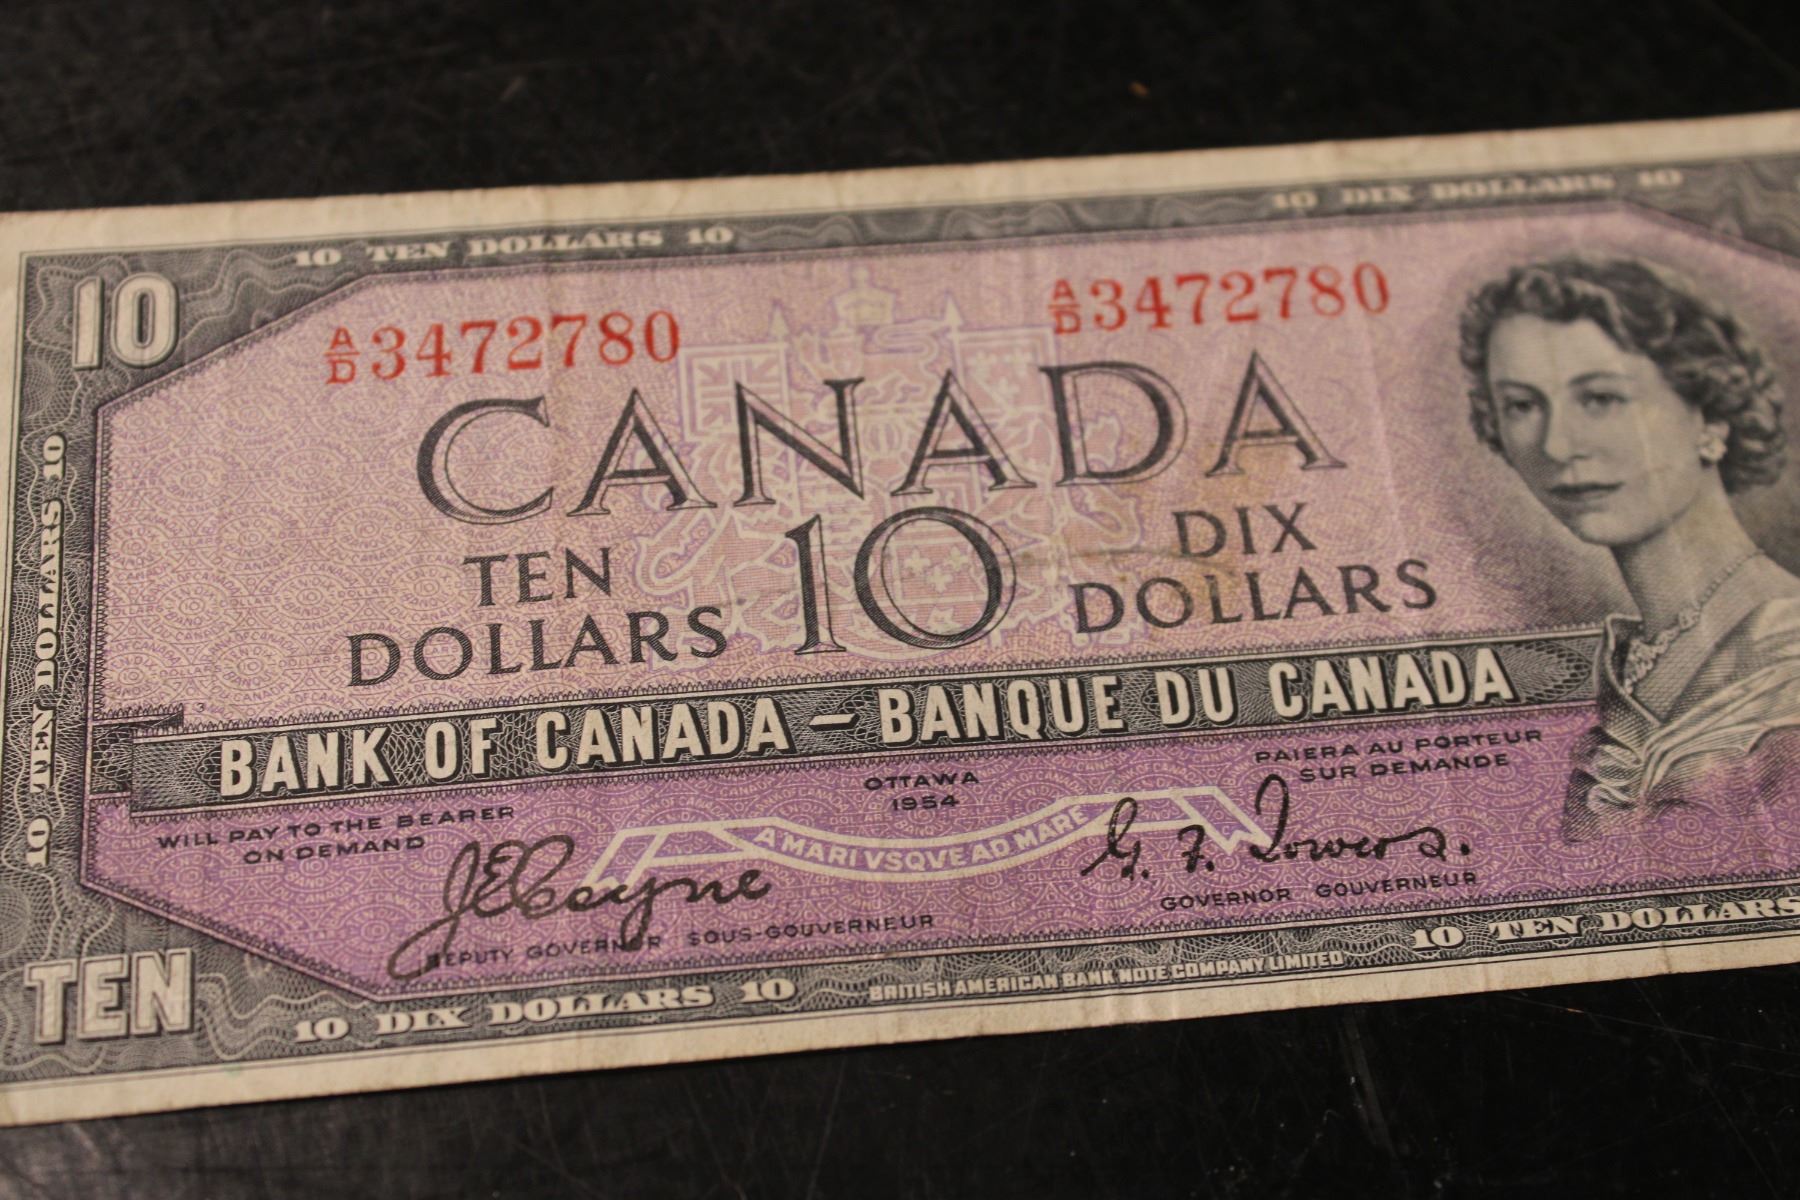 10 TEN DOLLARS 10
10 DIX DOLLARS 10
10
A/D 3472780
A/D 3472780
CANADA
TEN DOLLARS
10
DIX DOLLARS
10 TEN DOLLARS 10
3
BANK OF CANADA – BANQUE DU CANADA
WILL PAY TO THE BEARER
ON DEMAND
OTTAWA
1954
PAIERA AU PORTEUR
SUR DEMANDE
A MARI VSQVE AD MARE
J E Coyne
G. F. Towers.
DEPUTY GOVERNOR SOUS-GOUVERNEUR
GOVERNOR GOUVERNEUR
TEN
10 DIX DOLLARS 10
BRITISH AMERICAN BANK NOTE COMPANY LIMITED
10 TEN DOLLARS